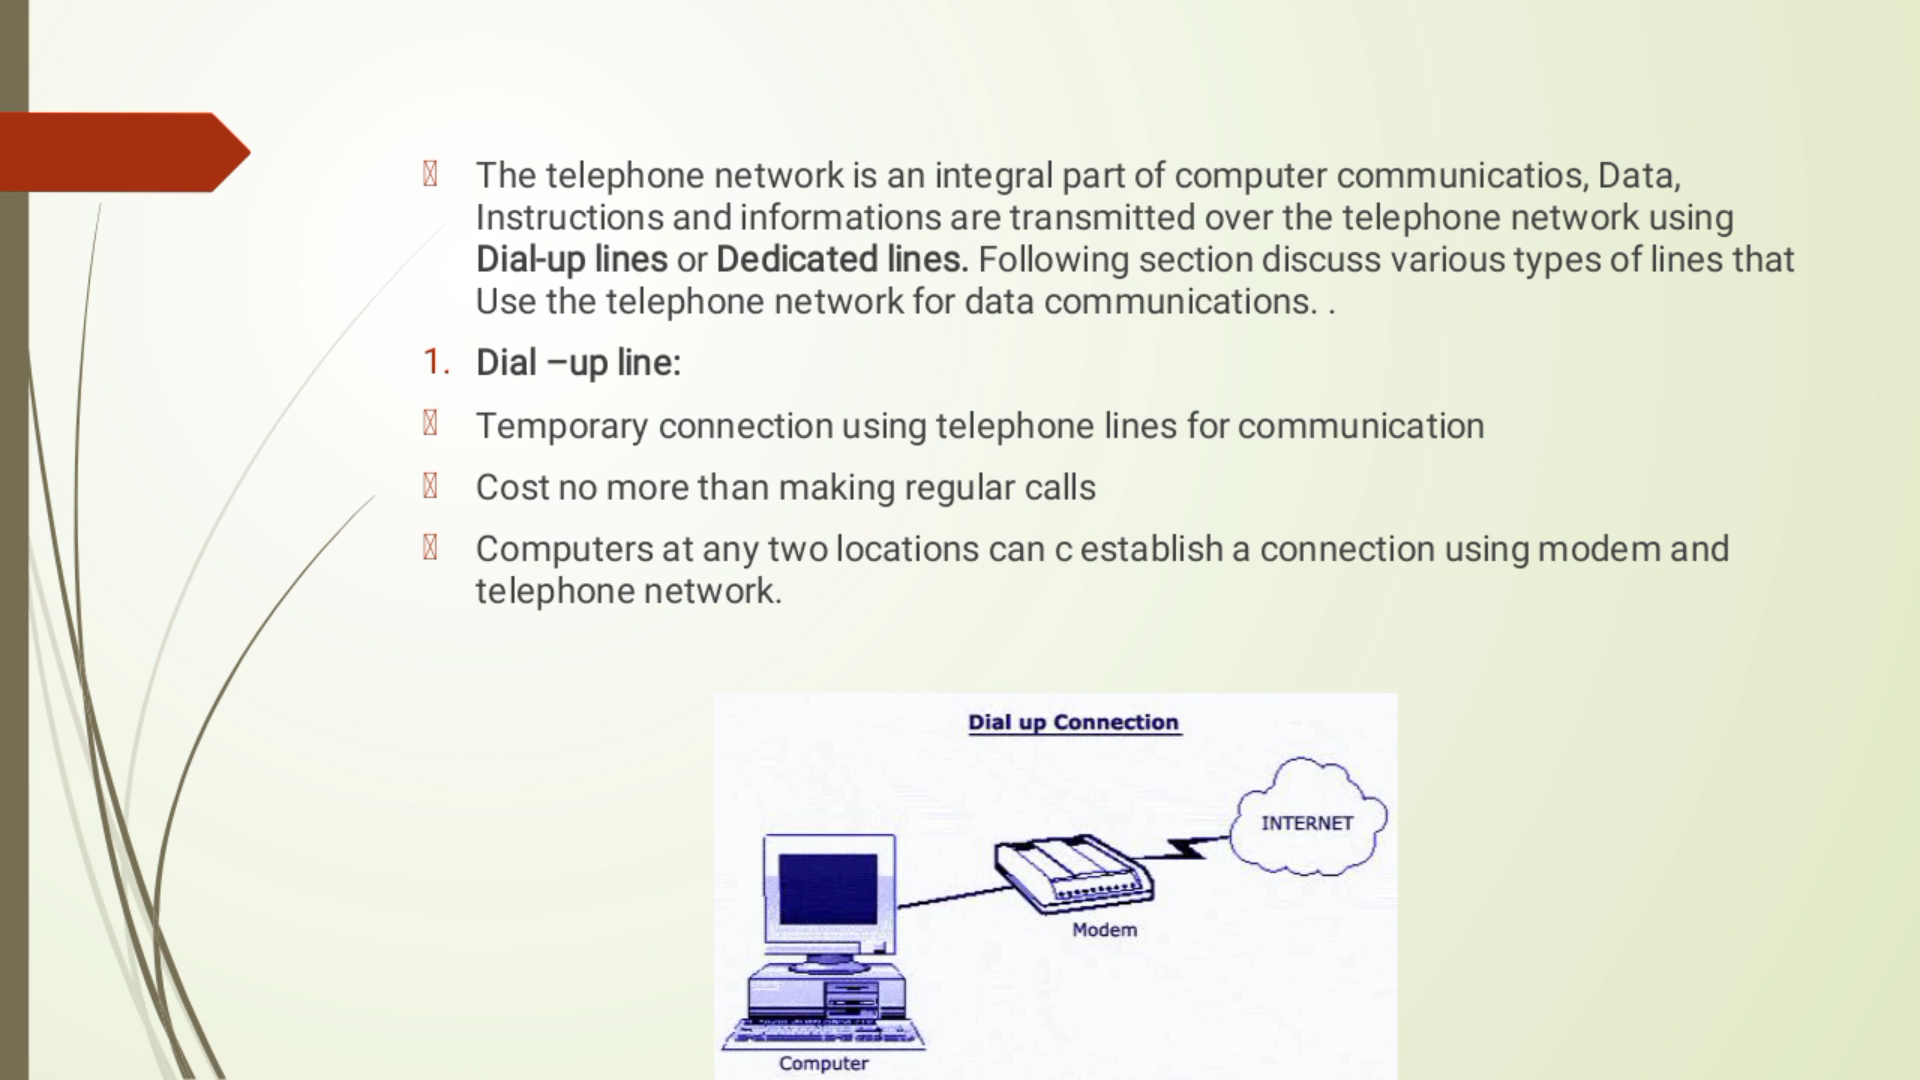 The telephone network is an integral part of computer communicatios, Data,
Instructions and informations are transmitted over the telephone network using
Dial-up lines or Dedicated lines. Following section discuss various types of lines that
Use the telephone network for data communications. .
1. Dial –up line:
Temporary connection using telephone lines for communication
Cost no more than making regular calls
Computers at any two locations can c establish a connection using modem and
telephone network.
Dial up Connection
INTERNET
Modem
Computer